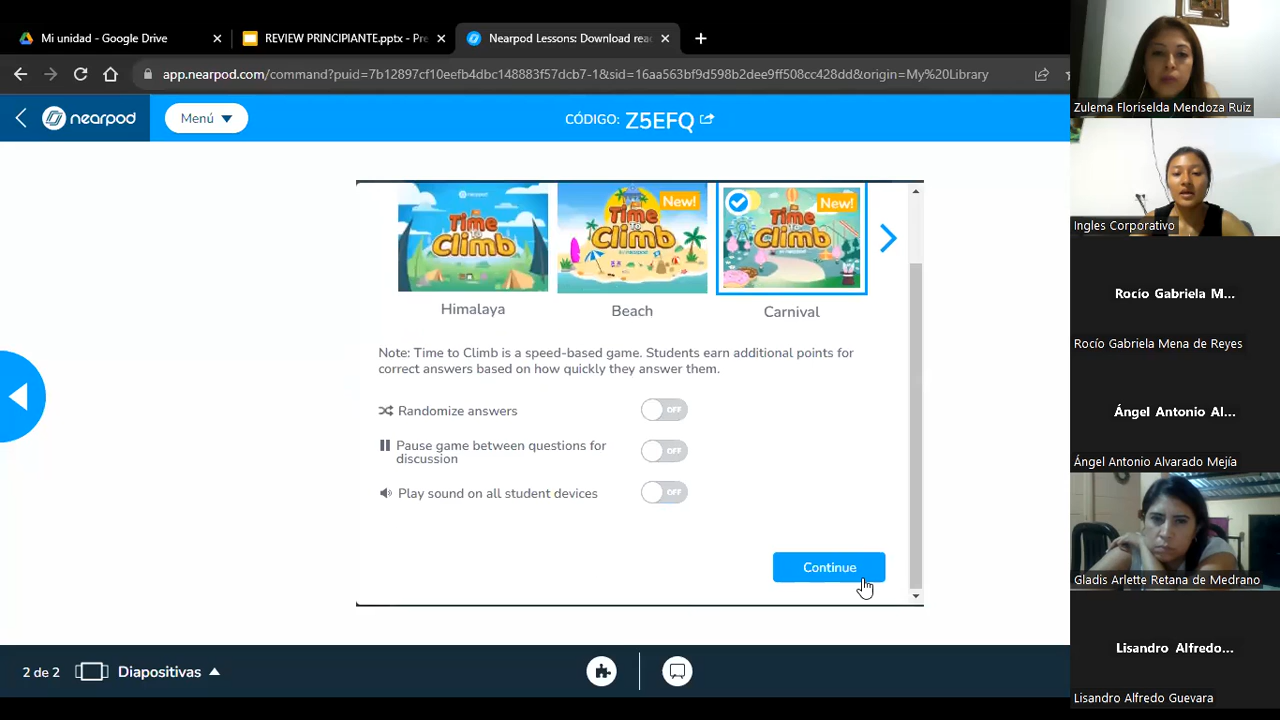 Mi unidad - Google Drive
REVIEW PRINCIPIANTE.pptx - Pre
Nearpod Lessons: Download rea
app.nearpod.com/command?puid=7b12897cf10eefb4dbc148883f57dcb7-1&sid=16aa563bf9d598b2dee9ff508cc428dd&origin=My%20Library
nearpod
Menú
CÓDIGO: Z5EFQ
nearpod
Time to Climb
New!
Time to Climb
by nearpod
New!
Time to Climb
Himalaya
Beach
Carnival
Note: Time to Climb is a speed-based game. Students earn additional points for
correct answers based on how quickly they answer them.
Randomize answers
OFF
Pause game between questions for
discussion
OFF
Play sound on all student devices
OFF
Continue
2 de 2
Diapositivas
Zulema Floriselda Mendoza Ruiz
Ingles Corporativo
Rocío Gabriela M...
Rocío Gabriela Mena de Reyes
Ángel Antonio Al...
Ángel Antonio Alvarado Mejía
Gladis Arlette Retana de Medrano
Lisandro Alfredo...
Lisandro Alfredo Guevara